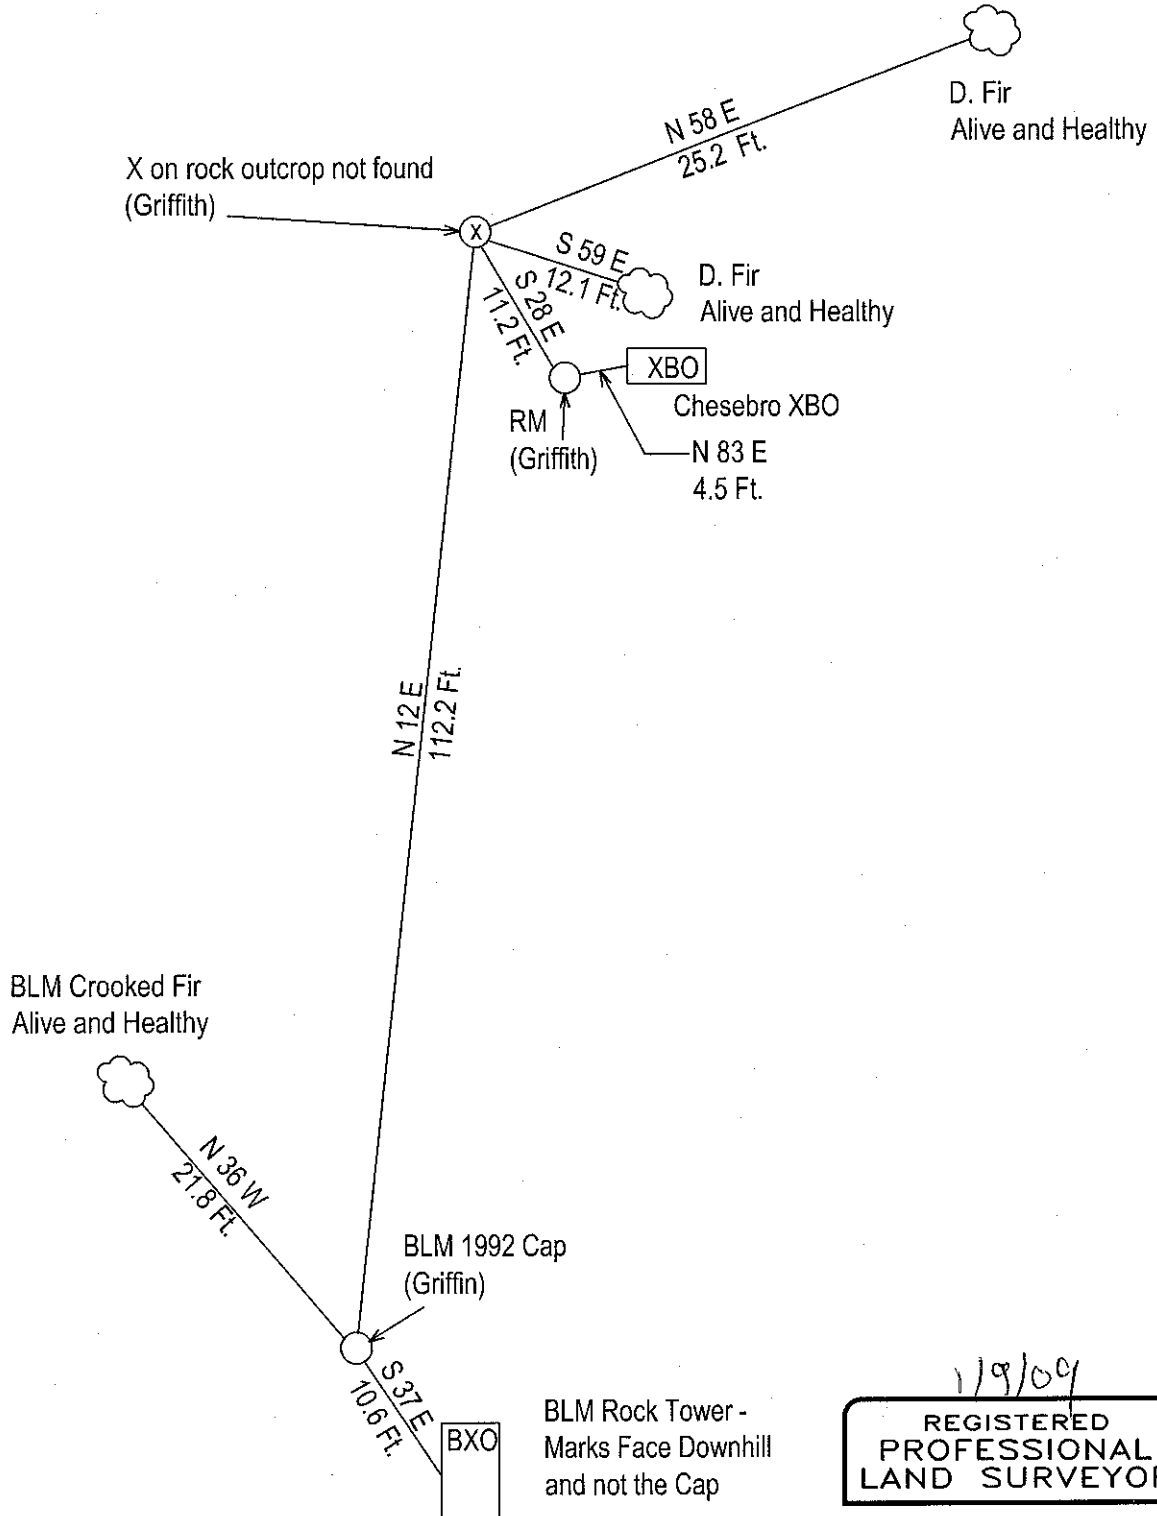 D. Fir
Alive and Healthy
N 58 E
25.2 Ft.
X on rock outcrop not found
(Griffith)
X
S 59 E
12.1 Ft.
D. Fir
Alive and Healthy
S 28 E
11.2 Ft.
XBO
Chesebro XBO
RM
(Griffith)
N 83 E
4.5 Ft.
N 12 E
112.2 Ft.
BLM Crooked Fir
Alive and Healthy
N 36 W
21.8 Ft.
BLM 1992 Cap
(Griffin)
S 37 E
10.6 Ft.
BXO
BLM Rock Tower -
Marks Face Downhill
and not the Cap
1/9/09
REGISTERED
PROFESSIONAL
LAND SURVEYOR